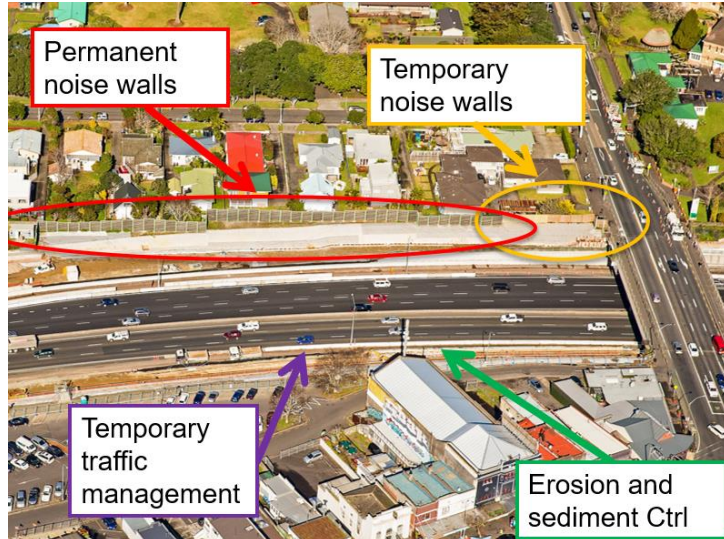 Permanent
noise walls
Temporary
noise walls
Temporary
traffic
management
Erosion and
sediment Ctrl